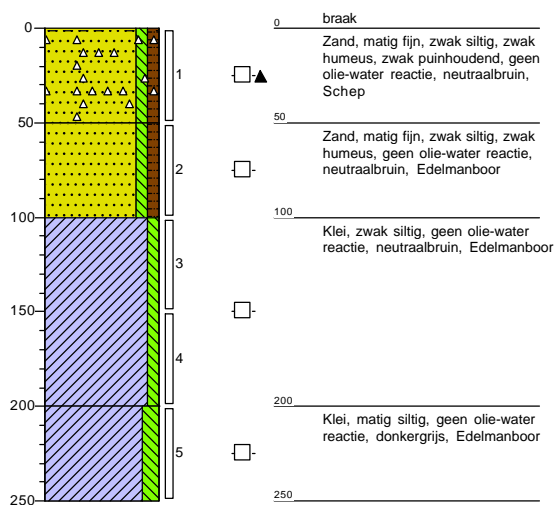 0
50
100
150
200
250
1
2
3
4
5
0
braak
Zand, matig fijn, zwak siltig, zwak
humeus, zwak puinhoudend, geen
olie-water reactie, neutraalbruin,
Schep
50
Zand, matig fijn, zwak siltig, zwak
humeus, geen olie-water reactie,
neutraalbruin, Edelmanboor
100
Klei, zwak siltig, geen olie-water
reactie, neutraalbruin, Edelmanboor
200
Klei, matig siltig, geen olie-water
reactie, donkergrijs, Edelmanboor
250